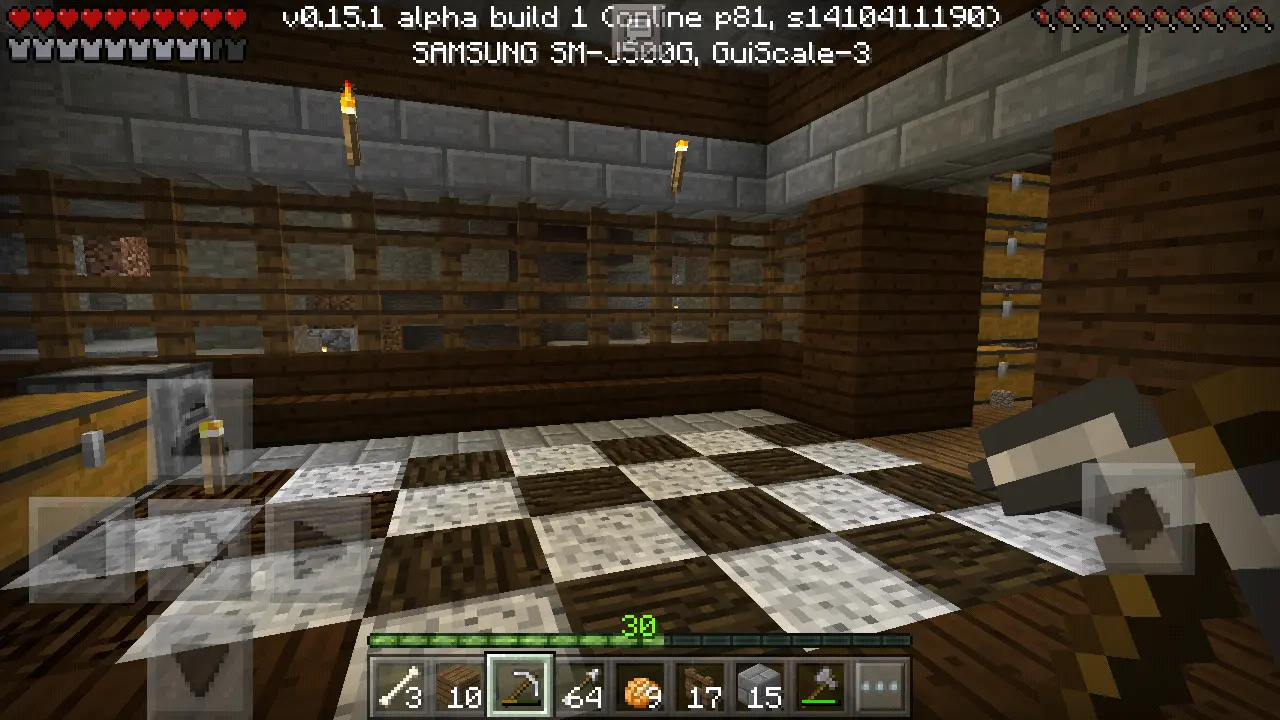 v0.15.1 alpha build 1 (online p81, s1410411190)
SAMSUNG SM-J500G, GuiScale-3
30
3 10 64 9 17 15